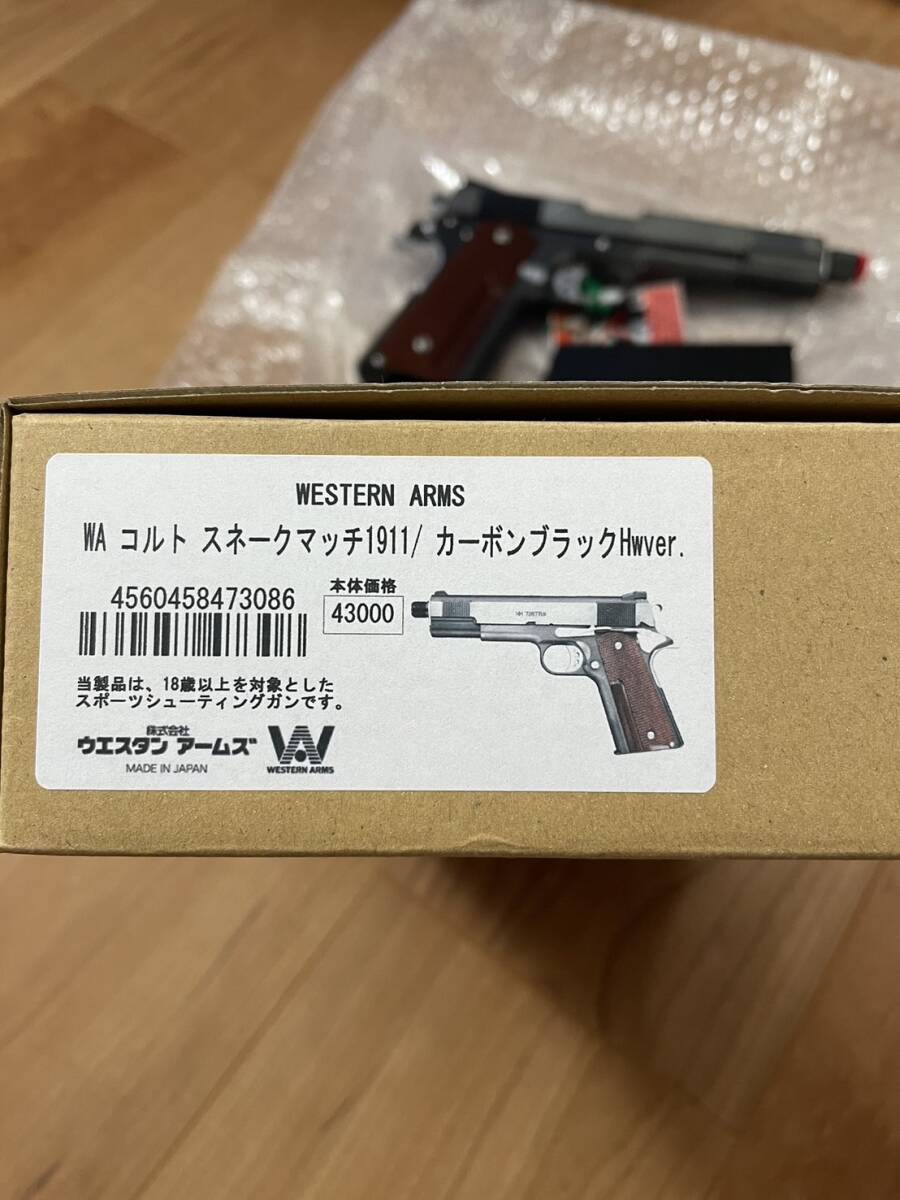 WESTERN ARMS
WA コルト スネークマッチ1911/ カーボンブラックHwver.
4560458473086
本体価格
43000
当製品は、18歳以上を対象とした
スポーツシューティングガンです。
株式会社
ウエスタン アームズ
MADE IN JAPAN
WESTERN ARMS